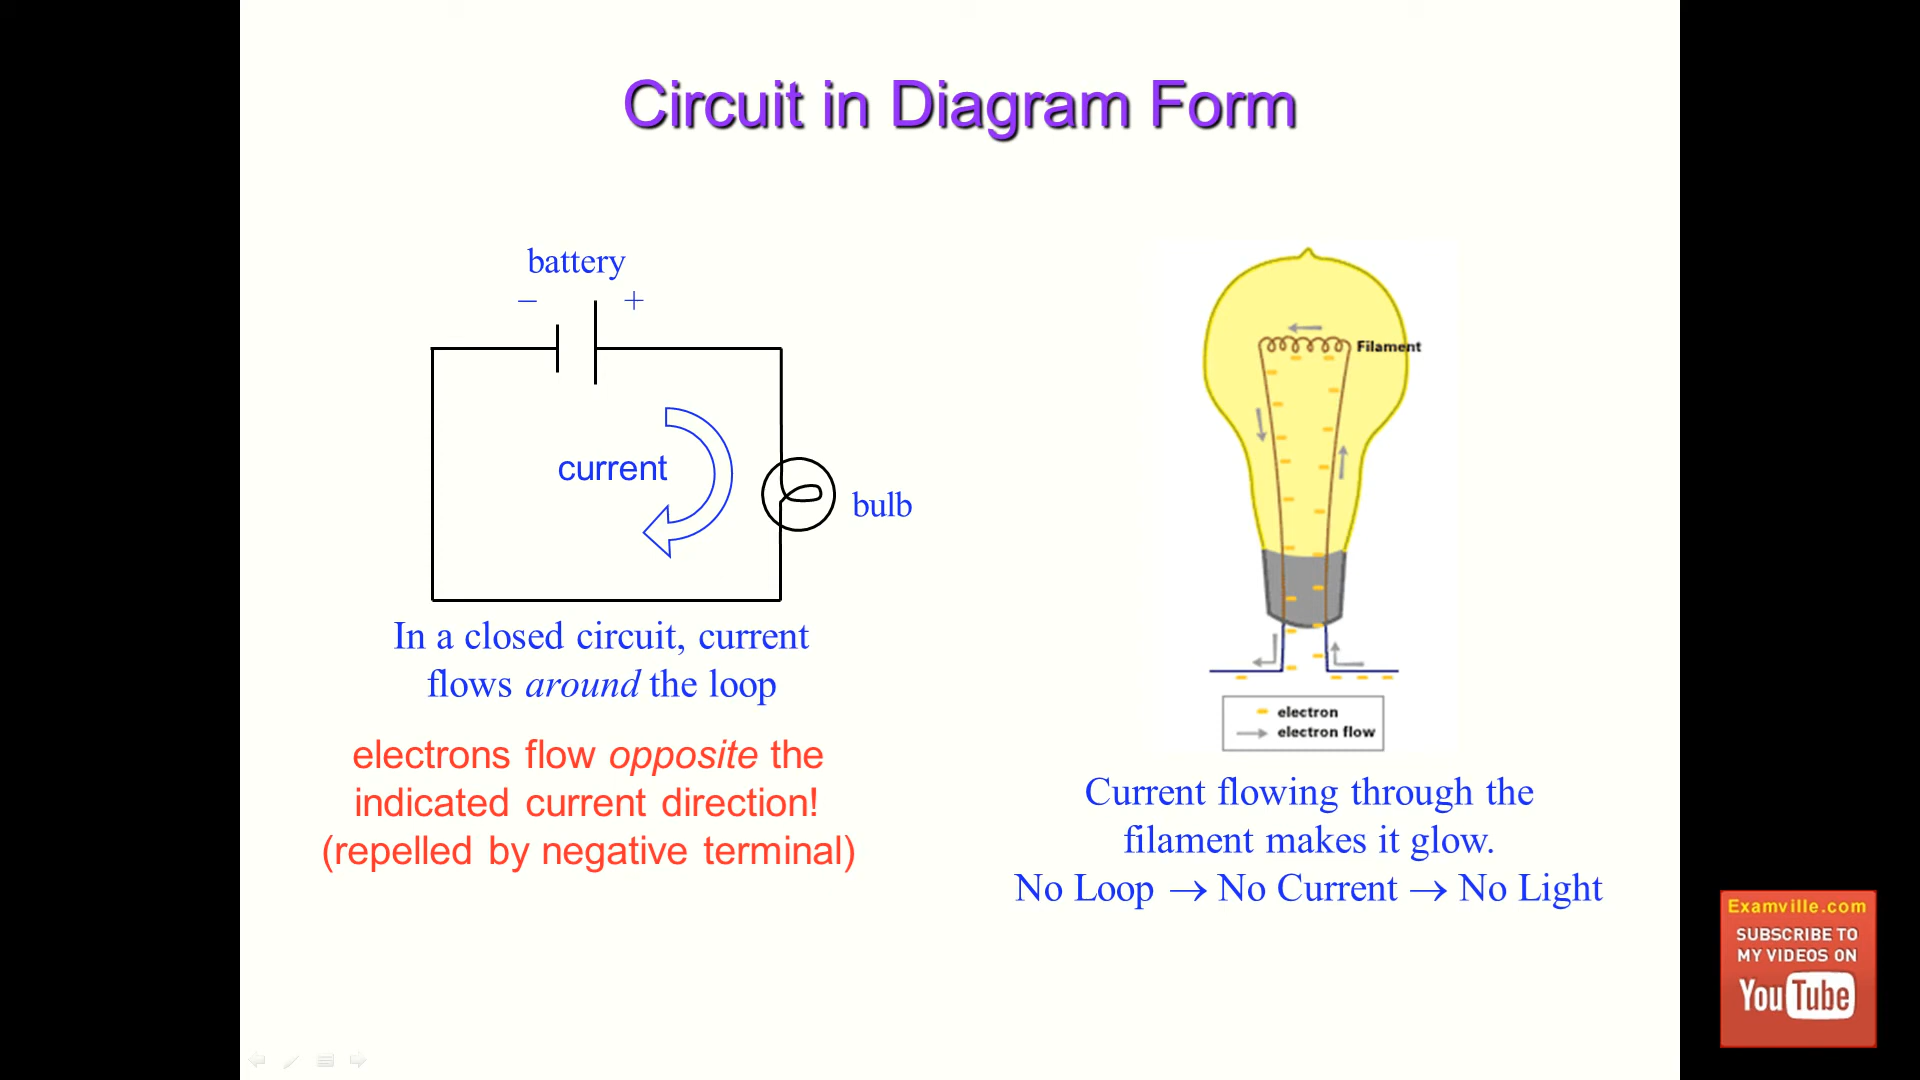 Circuit in Diagram Form
battery
– +
current
bulb
In a closed circuit, current
flows around the loop
electrons flow opposite the
indicated current direction!
(repelled by negative terminal)
Filament
electron
electron flow
Current flowing through the
filament makes it glow.
No Loop → No Current → No Light
Examville.com
SUBSCRIBE TO
MY VIDEOS ON
YouTube